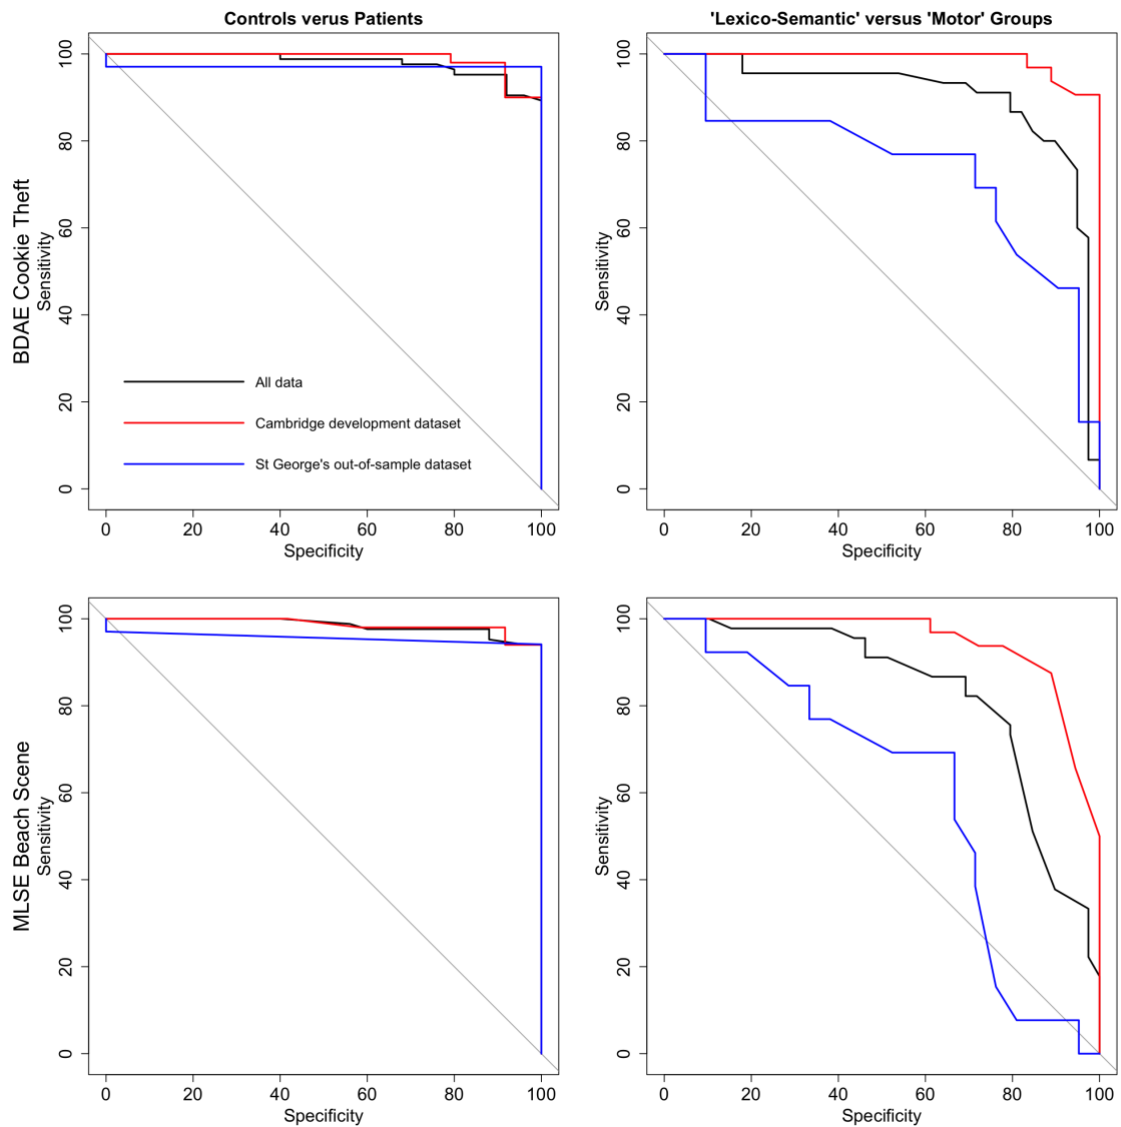 Controls verus Patients
'Lexico-Semantic' versus 'Motor' Groups
BDAE Cookie Theft
Sensitivity
100
80
60
40
20
0
All data
Cambridge development dataset
St George's out-of-sample dataset
0 20 40 60 80 100
Specificity
Sensitivity
100
80
60
40
20
0
0 20 40 60 80 100
Specificity
MLSE Beach Scene
Sensitivity
100
80
60
40
20
0
0 20 40 60 80 100
Specificity
Sensitivity
100
80
60
40
20
0
0 20 40 60 80 100
Specificity